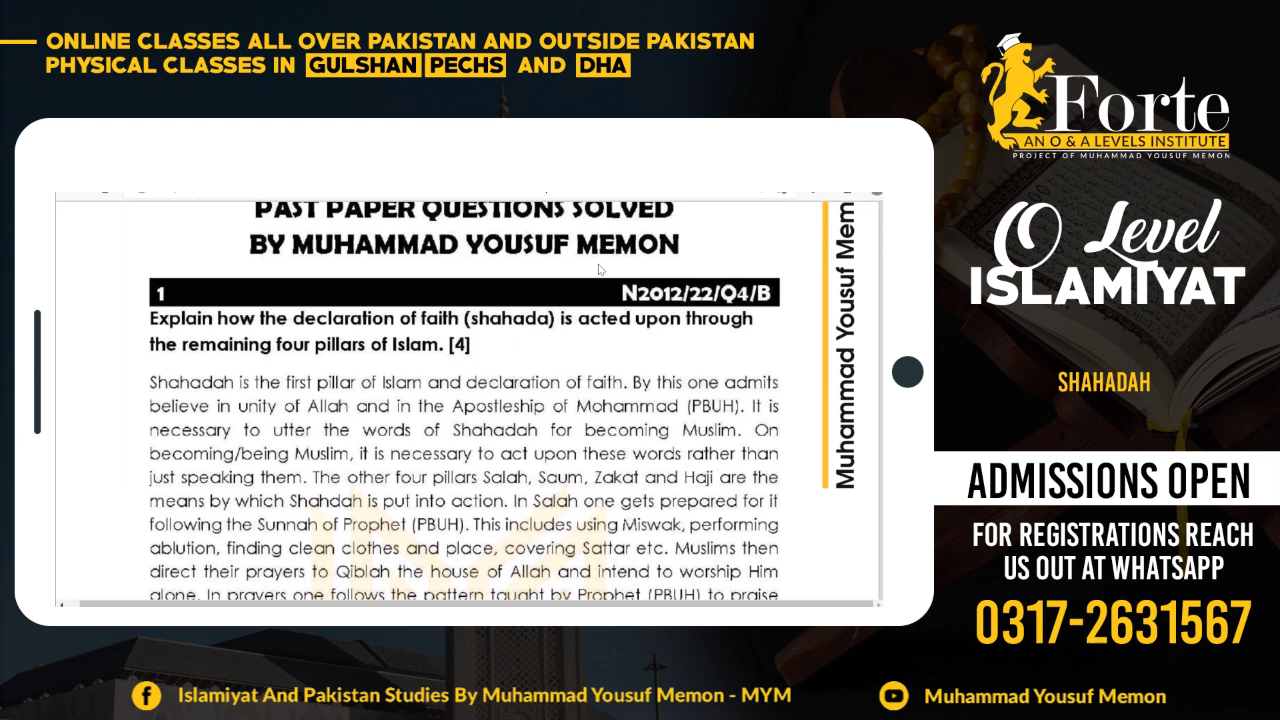 ONLINE CLASSES ALL OVER PAKISTAN AND OUTSIDE PAKISTAN
PHYSICAL CLASSES IN GULSHAN PECHS AND DHA
Forte
AN O & A LEVELS INSTITUTE
PROJECT OF MUHAMMAD YOUSUF MEMON
O Level
ISLAMIYAT
SHAHADAH
ADMISSIONS OPEN
FOR REGISTRATIONS REACH
US OUT AT WHATSAPP
0317-2631567
PAST PAPER QUESTIONS SOLVED
BY MUHAMMAD YOUSUF MEMON
1 N2012/22/Q4/B
Explain how the declaration of faith (shahada) is acted upon through
the remaining four pillars of Islam. [4]
Shahadah is the first pillar of Islam and declaration of faith. By this one admits
believe in unity of Allah and in the Apostleship of Mohammad (PBUH). It is
necessary to utter the words of Shahadah for becoming Muslim. On
becoming/being Muslim, it is necessary to act upon these words rather than
just speaking them. The other four pillars Salah, Saum, Zakat and Hajj are the
means by which Shahdah is put into action. In Salah one gets prepared for it
following the Sunnah of Prophet (PBUH). This includes using Miswak, performing
ablution, finding clean clothes and place, covering Sattar etc. Muslims then
direct their prayers to Qiblah the house of Allah and intend to worship Him
alone. In prayers one follows the pattern taught by Prophet (PBUH) to praise
Muhammad Yousuf Mem
Islamiyat And Pakistan Studies By Muhammad Yousuf Memon - MYM
Muhammad Yousuf Memon